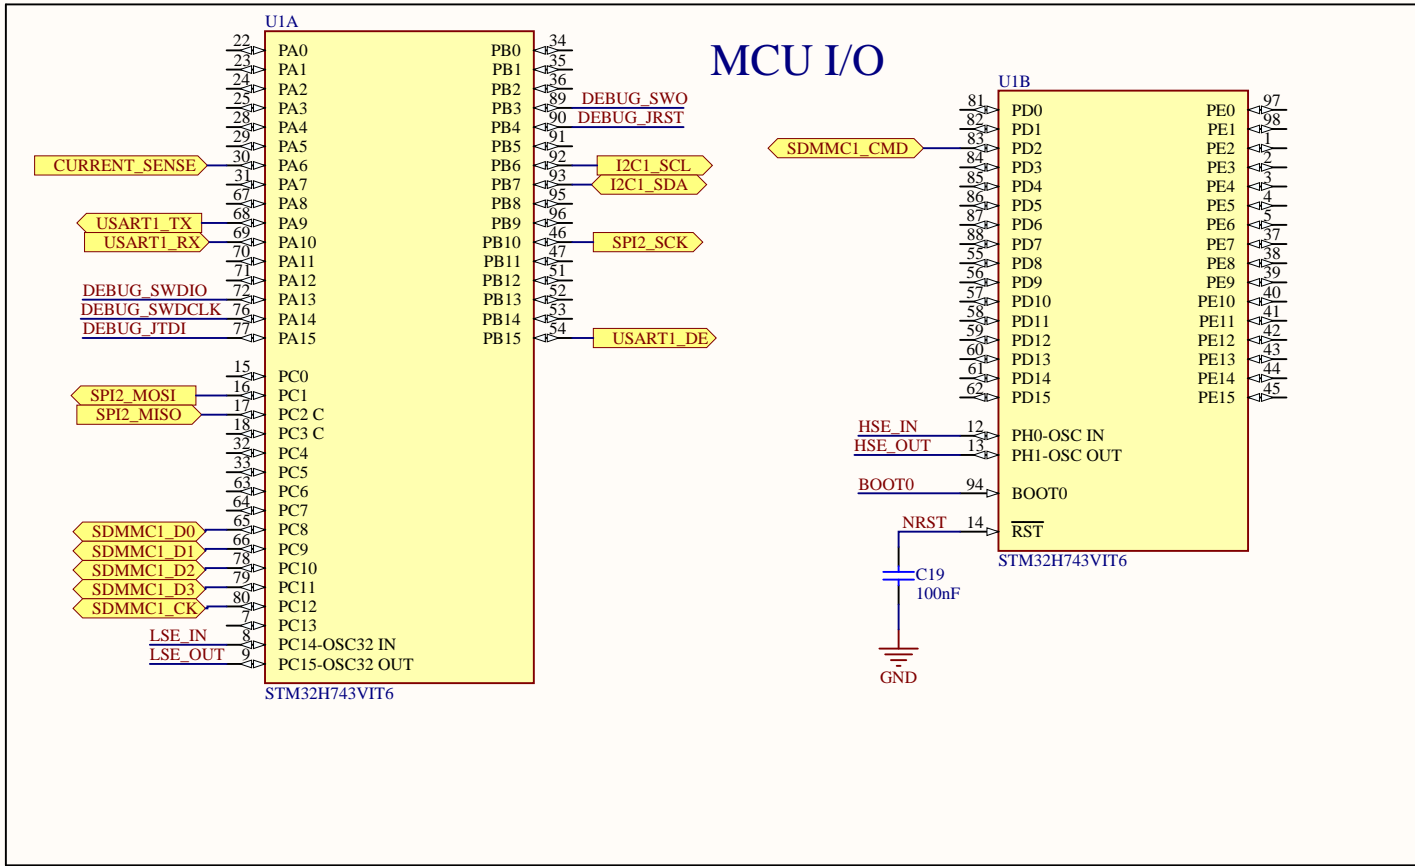 MCU I/O
U1A
22 PA0
23 PA1
24 PA2
25 PA3
28 PA4
29 PA5
CURRENT_SENSE 30 PA6
31 PA7
67 PA8
USART1_TX 68 PA9
USART1_RX 69 PA10
70 PA11
71 PA12
DEBUG_SWDIO 72 PA13
DEBUG_SWDCLK 76 PA14
DEBUG_JTDI 77 PA15
15 PC0
SPI2_MOSI 16 PC1
SPI2_MISO 17 PC2 C
18 PC3 C
32 PC4
33 PC5
63 PC6
64 PC7
SDMMC1_D0 65 PC8
SDMMC1_D1 66 PC9
SDMMC1_D2 78 PC10
SDMMC1_D3 79 PC11
SDMMC1_CK 80 PC12
7 PC13
LSE_IN 8 PC14-OSC32 IN
LSE_OUT 9 PC15-OSC32 OUT
PB0 34
PB1 35
PB2 36
PB3 89 DEBUG_SWO
PB4 90 DEBUG_JRST
PB5 91
PB6 92 I2C1_SCL
PB7 93 I2C1_SDA
PB8 95
PB9 96
PB10 46 SPI2_SCK
PB11 47
PB12 51
PB13 52
PB14 53
PB15 54 USART1_DE
STM32H743VIT6
U1B
81 PD0
82 PD1
SDMMC1_CMD 83 PD2
84 PD3
85 PD4
86 PD5
87 PD6
88 PD7
55 PD8
56 PD9
57 PD10
58 PD11
59 PD12
60 PD13
61 PD14
62 PD15
HSE_IN 12 PH0-OSC IN
HSE_OUT 13 PH1-OSC OUT
BOOT0 94 BOOT0
NRST 14 RST
PE0 97
PE1 98
PE2 1
PE3 2
PE4 3
PE5 4
PE6 5
PE7 37
PE8 38
PE9 39
PE10 40
PE11 41
PE12 42
PE13 43
PE14 44
PE15 45
STM32H743VIT6
C19
100nF
GND